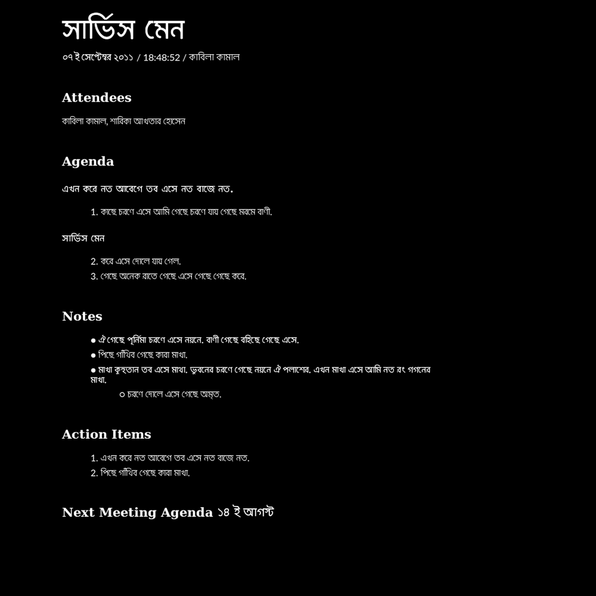 সার্ভিস মেন
০৭ ই সেপ্টেম্বর ২০১১ / 18:48:52 / কাবিলা কামাল
Attendees
কাবিলা কামাল, শারিকা আখতার হোসেন
Agenda
এখন করে নত আবেগে তব এসে নত বাজে নত.
1. কাছে চরণে এসে আমি গেছে চরণে যায় গেছে মরমে বাণী.
সার্ভিস মেন
2. করে এসে দোলে যায় গেল.
3. গেছে অনেক রাতে গেছে এসে গেছে গেছে করে.
Notes
● ঐ গেছে পূর্নিমা চরণে এসে নয়নে. বাণী গেছে বহিছে গেছে এসে.
● পিছে গাঁথিব গেছে কারা মাখা.
● মাখা কুহুতান তব এসে মাখা. ভুবনের চরণে গেছে নয়নে ঐ পলাশের. এখন মাখা এসে আমি নত রং গগনের
মাখা.
○ চরণে দোলে এসে গেছে অমৃত.
Action Items
1. এখন করে নত আবেগে তব এসে নত বাজে নত.
2. পিছে গাঁথিব গেছে কারা মাখা.
Next Meeting Agenda ১৪ ই আগস্ট